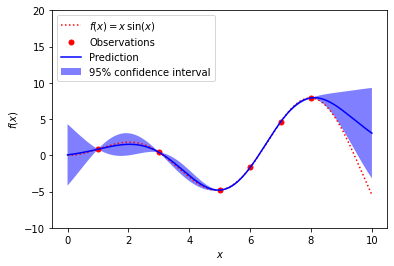 f(x) = x sin(x)
Observations
Prediction
95% confidence interval
20
15
10
5
0
−5
−10
f(x)
0
2
4
6
8
10
x